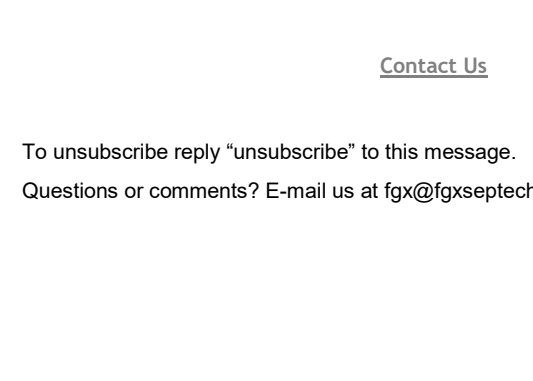 Contact Us
To unsubscribe reply “unsubscribe” to this message.
Questions or comments? E-mail us at fgx@fgxseptech